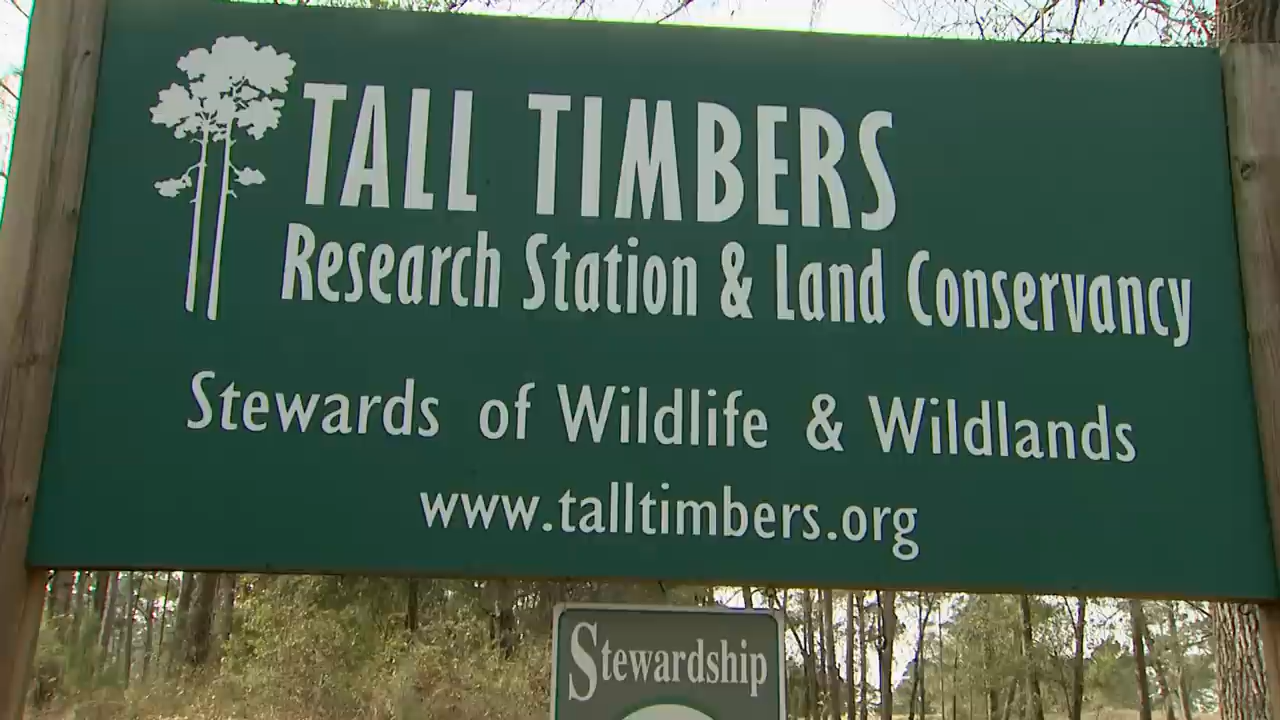 TALL TIMBERS
Research Station & Land Conservancy
Stewards of Wildlife & Wildlands
www.talltimbers.org
Stewardship